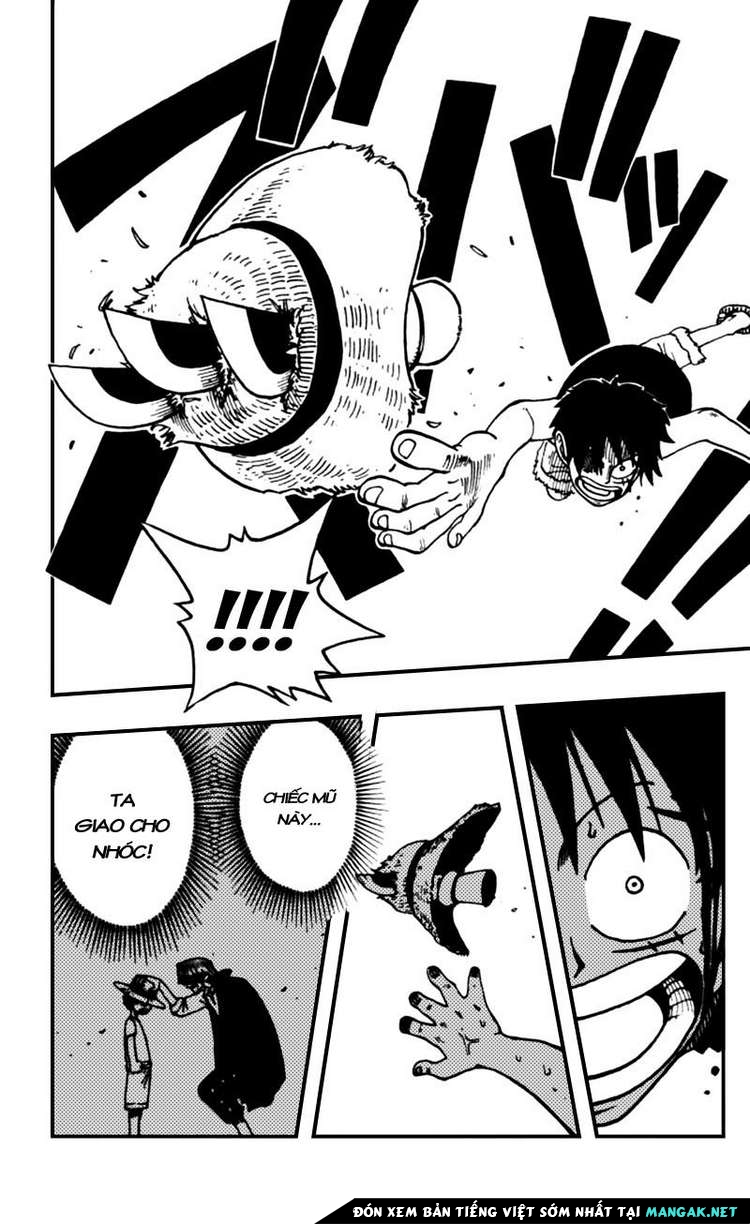 !!!!
CHIẾC MŨ
NÀY...
TA
GIAO CHO
NHÓC!
ĐÓN XEM BẢN TIẾNG VIỆT SỚM NHẤT TẠI MANGAK.NET